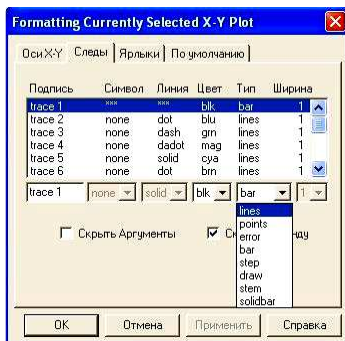 Formatting Currently Selected X-Y Plot
Оси X-Y Следы Ярлыки По умолчанию
Подпись Символ Линия Цвет Тип Ширина
trace 1 *** *** blk bar 1
trace 2 none dot blu lines 1
trace 3 none dash grn lines 1
trace 4 none dadot mag lines 1
trace 5 none solid cya lines 1
trace 6 none dot brn lines 1
trace 1 none solid blk bar 1
lines
points
error
bar
step
draw
stem
solidbar
Скрыть Аргументы
OK Отмена Применить Справка